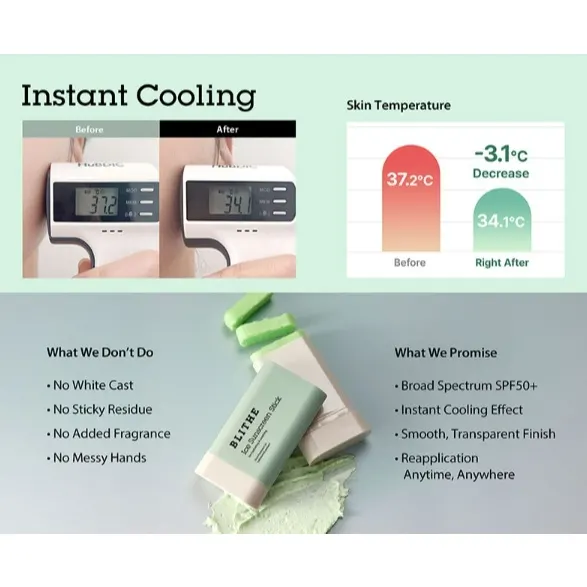 Instant Cooling
Before
After
HuBDIC
37.2
34.1
Skin Temperature
37.2°C
-3.1°C
Decrease
34.1°C
Before
Right After
What We Don't Do
• No White Cast
• No Sticky Residue
• No Added Fragrance
• No Messy Hands
BLITHE
Ice Sunscreen Stick
What We Promise
• Broad Spectrum SPF50+
• Instant Cooling Effect
• Smooth, Transparent Finish
• Reapplication
Anytime, Anywhere